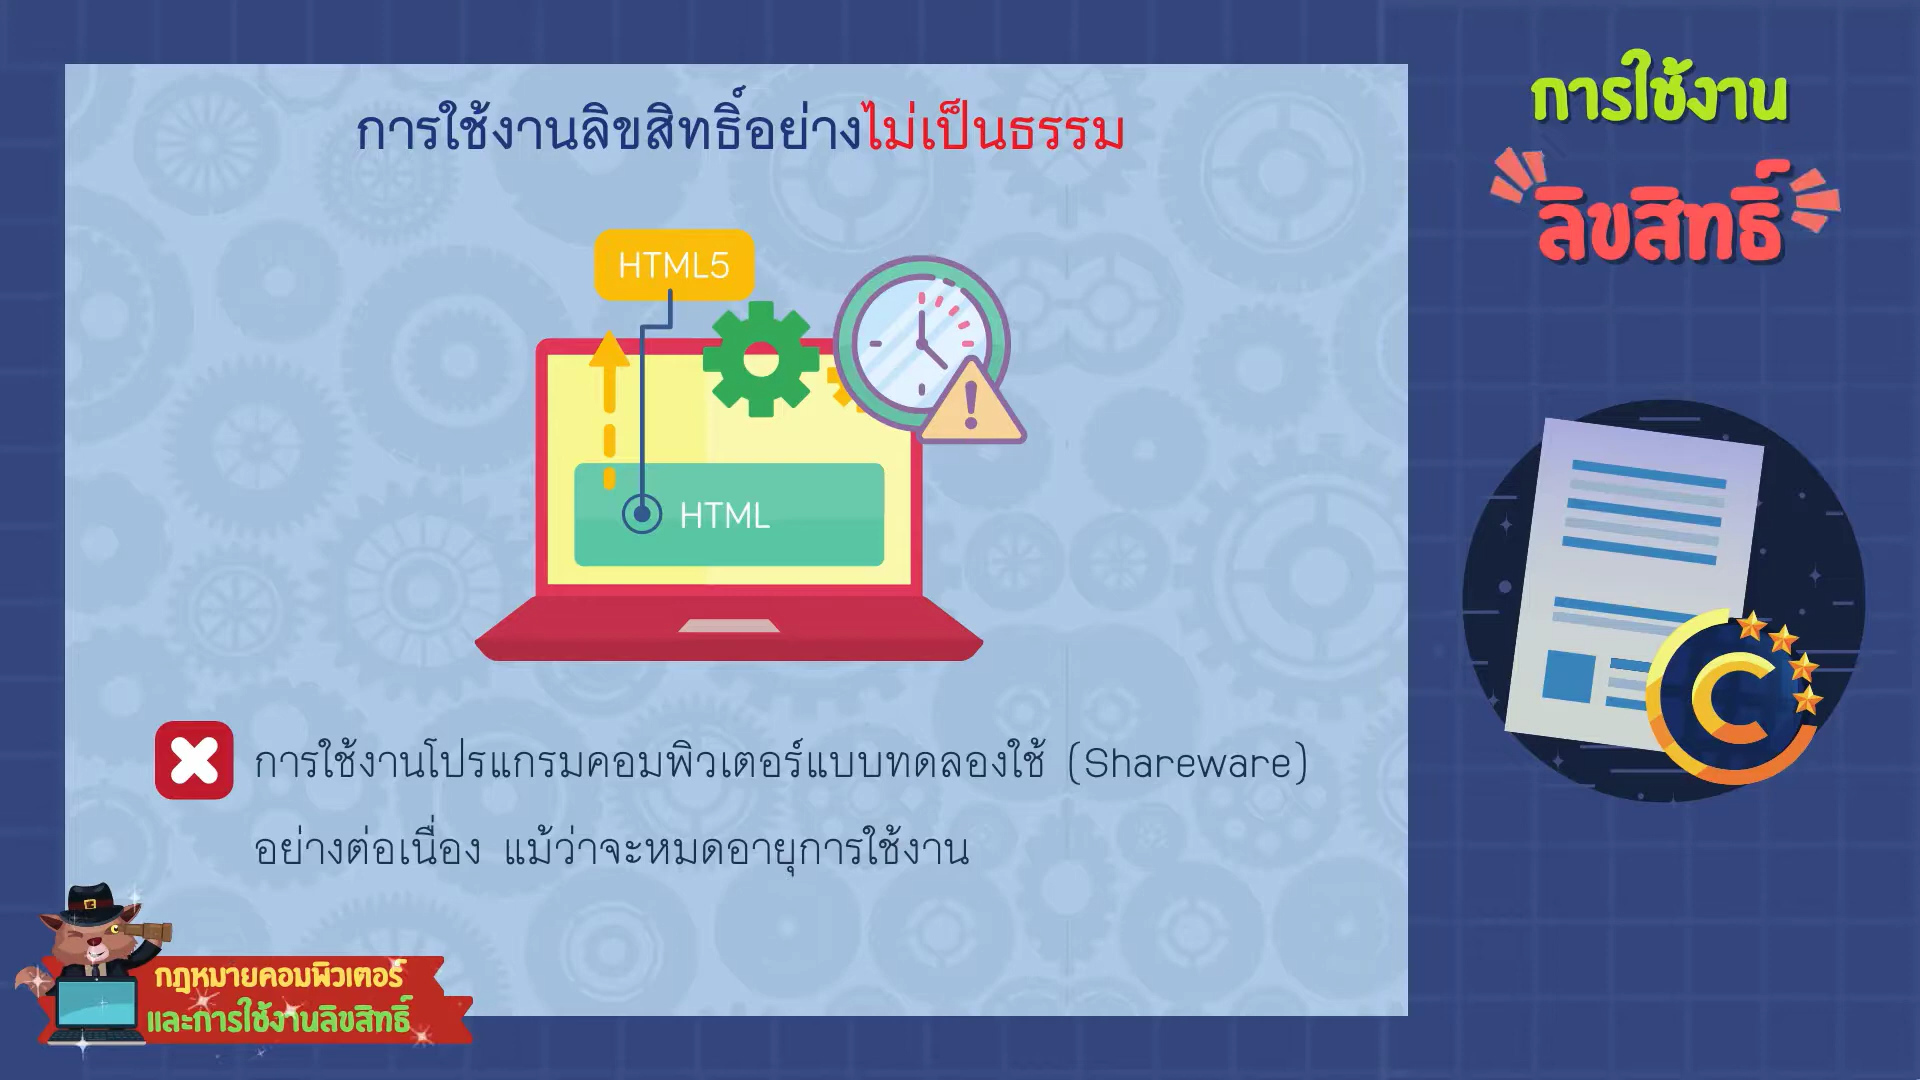 การใช้งานลิขสิทธิ์อย่างไม่เป็นธรรม
HTML5
HTML
การใช้งานโปรแกรมคอมพิวเตอร์แบบทดลองใช้ (Shareware)
อย่างต่อเนื่อง แม้ว่าจะหมดอายุการใช้งาน
การใช้งาน
ลิขสิทธิ์
C
กฎหมายคอมพิวเตอร์
และการใช้งานลิขสิทธิ์